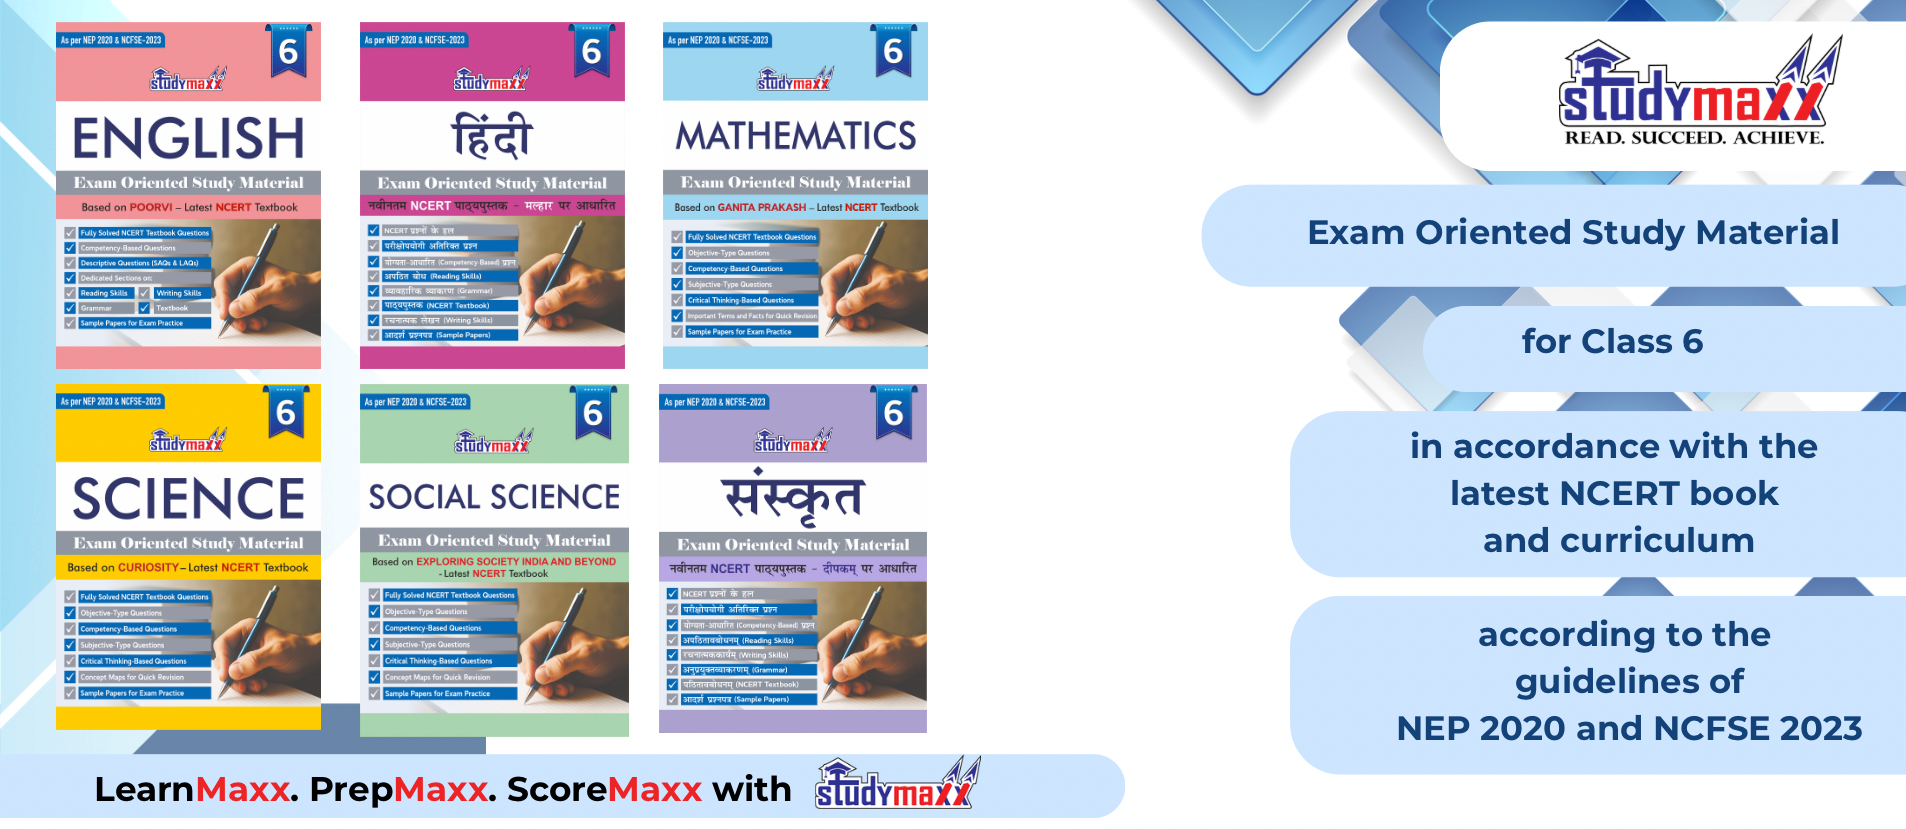 As per NEP 2020 & NCFSE-2023
6
studymaxx
ENGLISH
Exam Oriented Study Material
Based on POORVI – Latest NCERT Textbook
Fully Solved NCERT Textbook Questions
Competency-Based Questions
Descriptive Questions (SAQs & LAQs)
Dedicated Sections on:
Reading Skills Writing Skills
Grammar Textbook
Sample Papers for Exam Practice
As per NEP 2020 & NCFSE-2023
6
studymaxx
हिंदी
Exam Oriented Study Material
नवीनतम NCERT पाठ्यपुस्तक - मल्हार पर आधारित
NCERT प्रश्नों के हल
परीक्षोपयोगी अतिरिक्त प्रश्न
योग्यता-आधारित (Competency Based) प्रश्न
अपठित बोध (Reading Skills)
व्यावहारिक व्याकरण (Grammar)
पाठ्यपुस्तक (NCERT Textbook)
रचनात्मक लेखन (Writing Skills)
आदर्श प्रश्नपत्र (Sample Papers)
As per NEP 2020 & NCFSE-2023
6
studymaxx
MATHEMATICS
Exam Oriented Study Material
Based on GANITA PRAKASH – Latest NCERT Textbook
Fully Solved NCERT Textbook Questions
Objective-Type Questions
Competency-Based Questions
Subjective-Type Questions
Critical Thinking-Based Questions
Important Terms and Facts for Quick Revision
Sample Papers for Exam Practice
As per NEP 2020 & NCFSE-2023
6
studymaxx
SCIENCE
Exam Oriented Study Material
Based on CURIOSITY – Latest NCERT Textbook
Fully Solved NCERT Textbook Questions
Objective-Type Questions
Competency-Based Questions
Subjective-Type Questions
Critical Thinking-Based Questions
Concept Maps for Quick Revision
Sample Papers for Exam Practice
As per NEP 2020 & NCFSE-2023
6
studymaxx
SOCIAL SCIENCE
Exam Oriented Study Material
Based on EXPLORING SOCIETY INDIA AND BEYOND
- Latest NCERT Textbook
Fully Solved NCERT Textbook Questions
Objective-Type Questions
Competency-Based Questions
Subjective-Type Questions
Critical Thinking-Based Questions
Concept Maps for Quick Revision
Sample Papers for Exam Practice
As per NEP 2020 & NCFSE-2023
6
studymaxx
संस्कृत
Exam Oriented Study Material
नवीनतम NCERT पाठ्यपुस्तक - दीपकम् पर आधारित
NCERT प्रश्नों के हल
परीक्षोपयोगी अतिरिक्त प्रश्न
योग्यता-आधारित (Competency-Based) प्रश्न
अपठितावबोधनम् (Reading Skills)
रचनात्मककार्यम् (Writing Skills)
अनुप्रयुक्तव्याकरणम् (Grammar)
पठितावबोधनम् (NCERT Textbook)
आदर्श प्रश्नपत्र (Sample Papers)
LearnMaxx. PrepMaxx. ScoreMaxx with studymaxx
studymaxx
READ. SUCCEED. ACHIEVE.
Exam Oriented Study Material
for Class 6
in accordance with the
latest NCERT book
and curriculum
according to the
guidelines of
NEP 2020 and NCFSE 2023